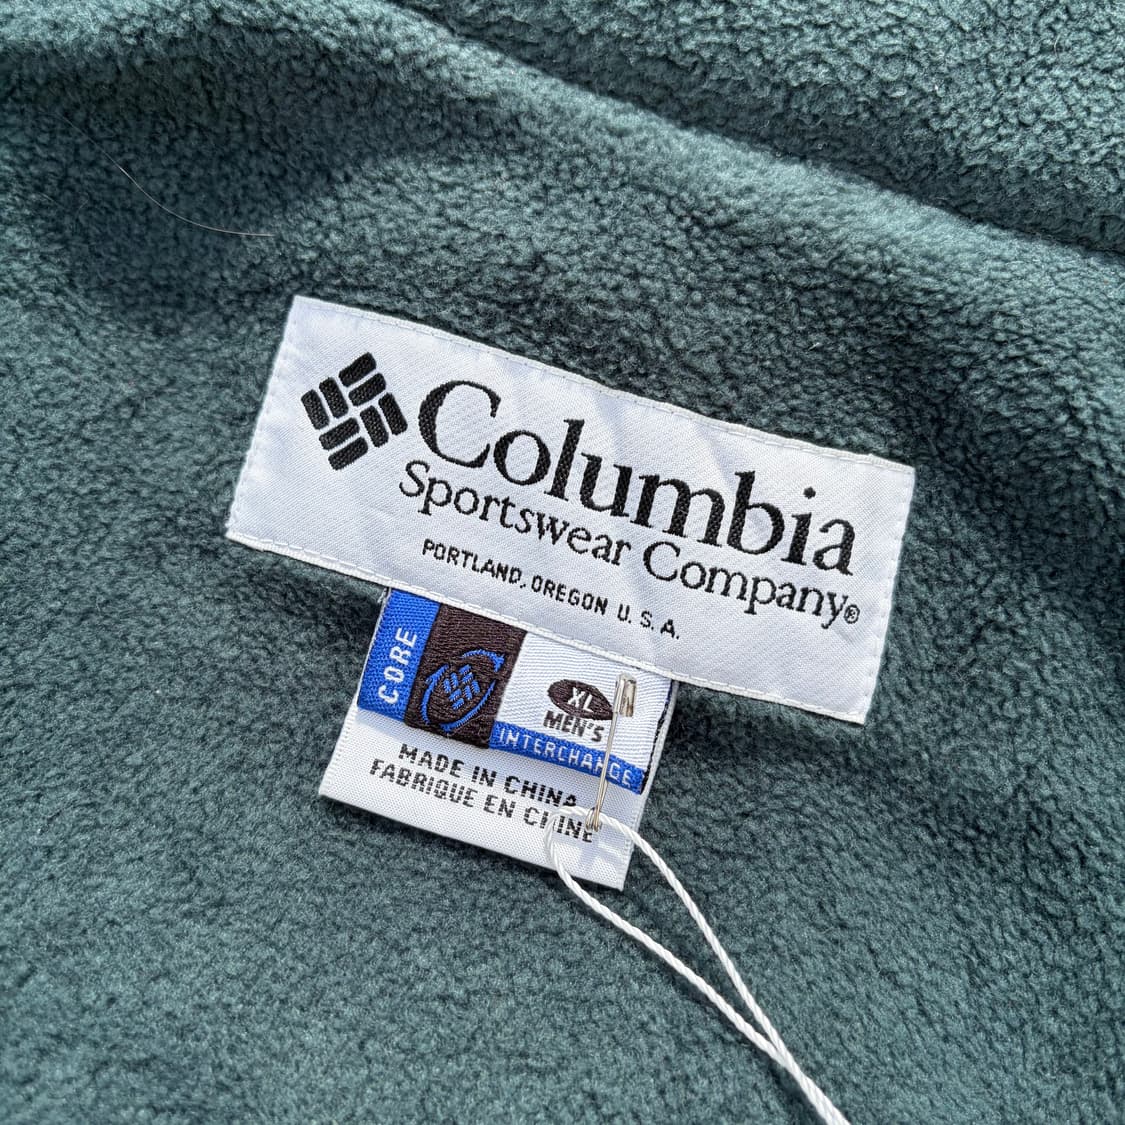 Columbia
Sportswear Company®
PORTLAND, OREGON U.S.A.
CORE
XL
MEN'S
INTERCHANGE
MADE IN CHINA
FABRIQUE EN CHINE